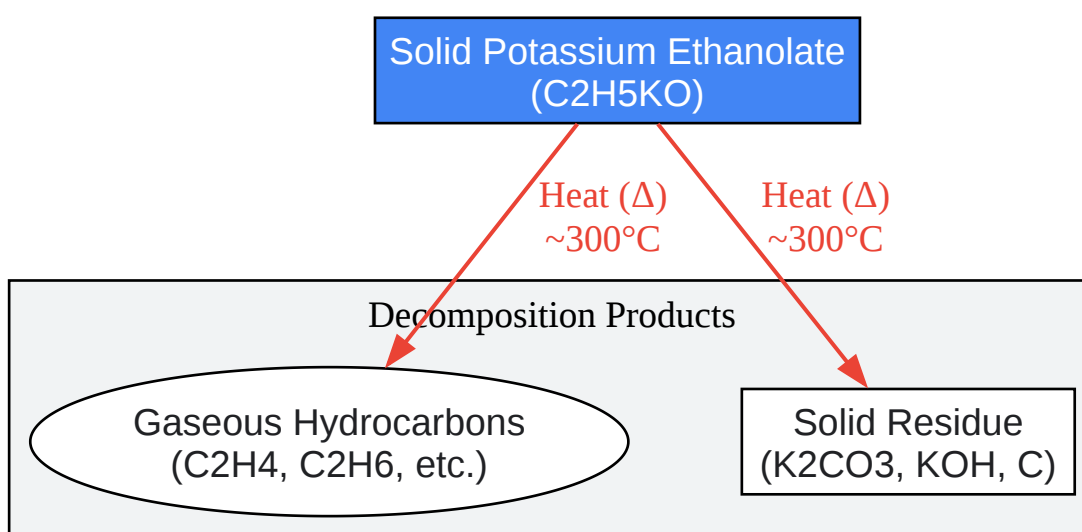 Solid Potassium Ethanolate
(C2H5KO)
Heat (Δ)
~300°C
Heat (Δ)
~300°C
Decomposition Products
Gaseous Hydrocarbons
(C2H4, C2H6, etc.)
Solid Residue
(K2CO3, KOH, C)